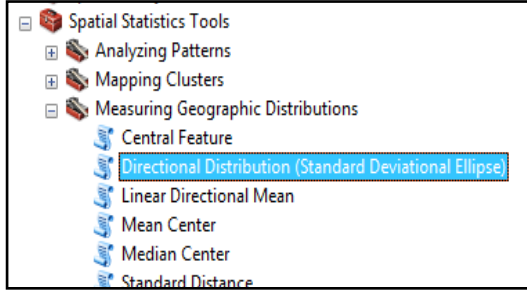 Spatial Statistics Tools
Analyzing Patterns
Mapping Clusters
Measuring Geographic Distributions
Central Feature
Directional Distribution (Standard Deviational Ellipse)
Linear Directional Mean
Mean Center
Median Center
Standard Distance